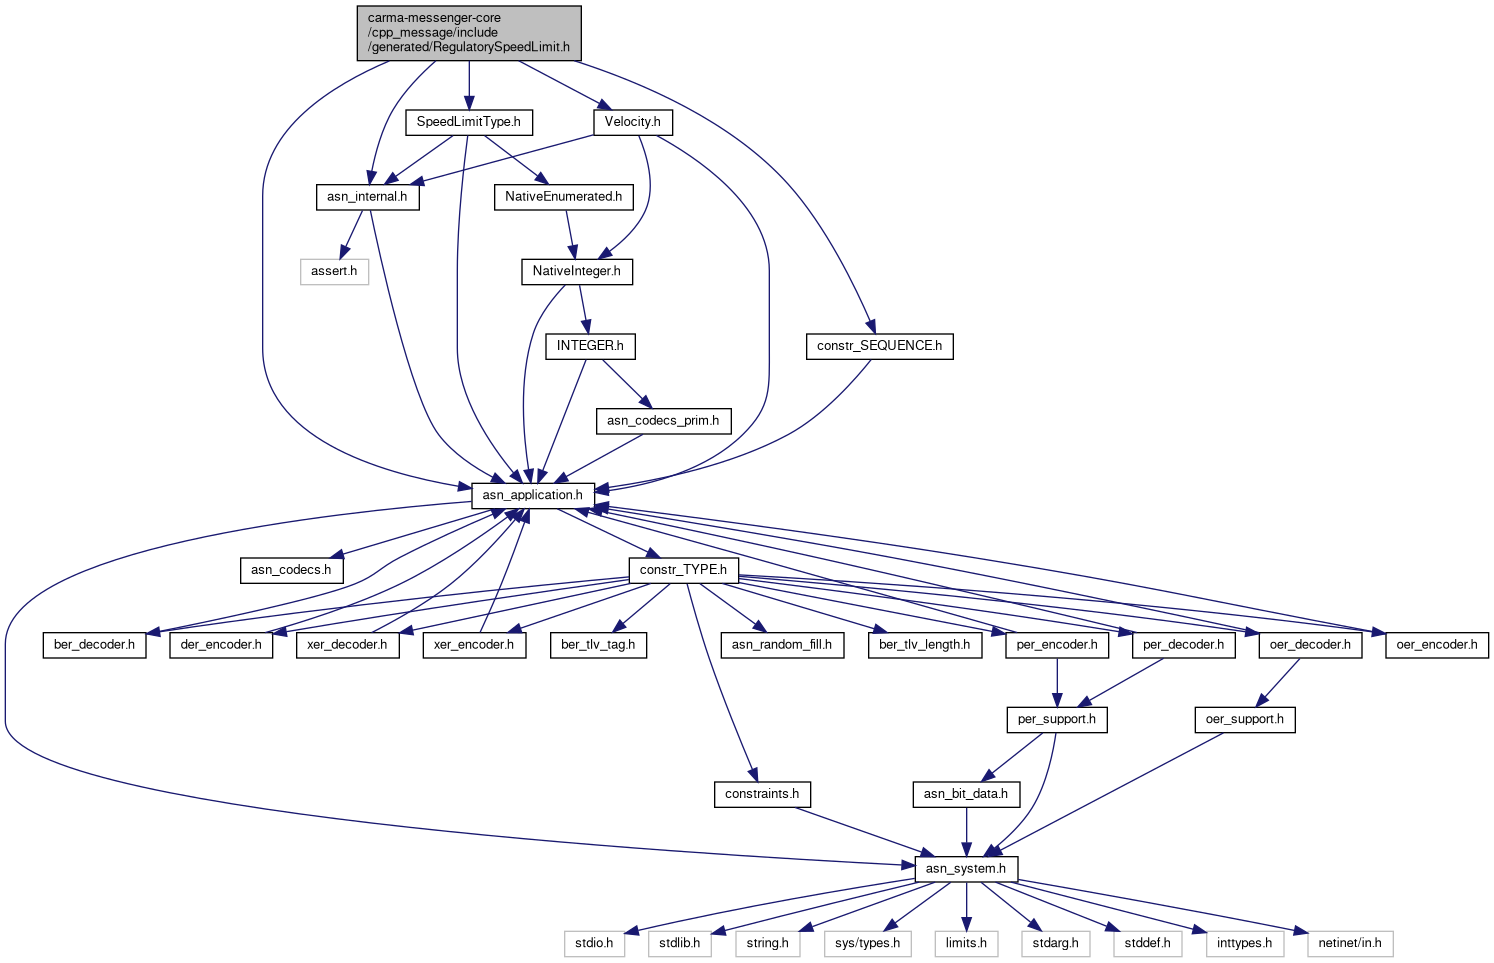 carma-messenger-core
/cpp_message/include
/generated/RegulatorySpeedLimit.h
SpeedLimitType.h
Velocity.h
asn_internal.h
NativeEnumerated.h
assert.h
NativeInteger.h
INTEGER.h
constr_SEQUENCE.h
asn_codecs_prim.h
asn_application.h
asn_codecs.h
constr_TYPE.h
ber_decoder.h
der_encoder.h
xer_decoder.h
xer_encoder.h
ber_tlv_tag.h
asn_random_fill.h
ber_tlv_length.h
per_encoder.h
per_decoder.h
oer_decoder.h
oer_encoder.h
per_support.h
oer_support.h
constraints.h
asn_bit_data.h
asn_system.h
stdio.h
stdlib.h
string.h
sys/types.h
limits.h
stdarg.h
stddef.h
inttypes.h
netinet/in.h